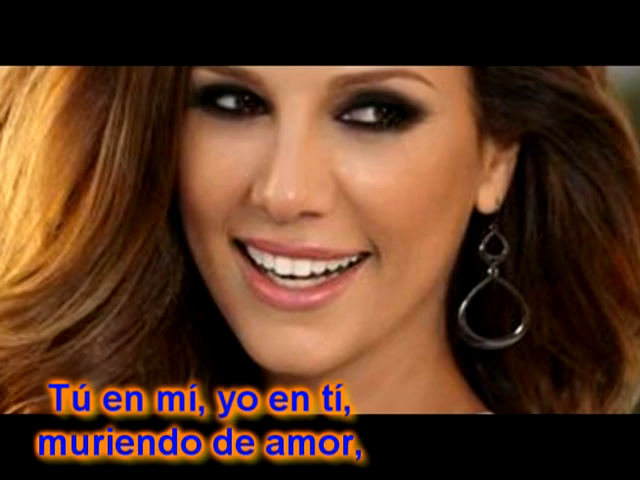 Tú en mí, yo en tí,
muriendo de amor,